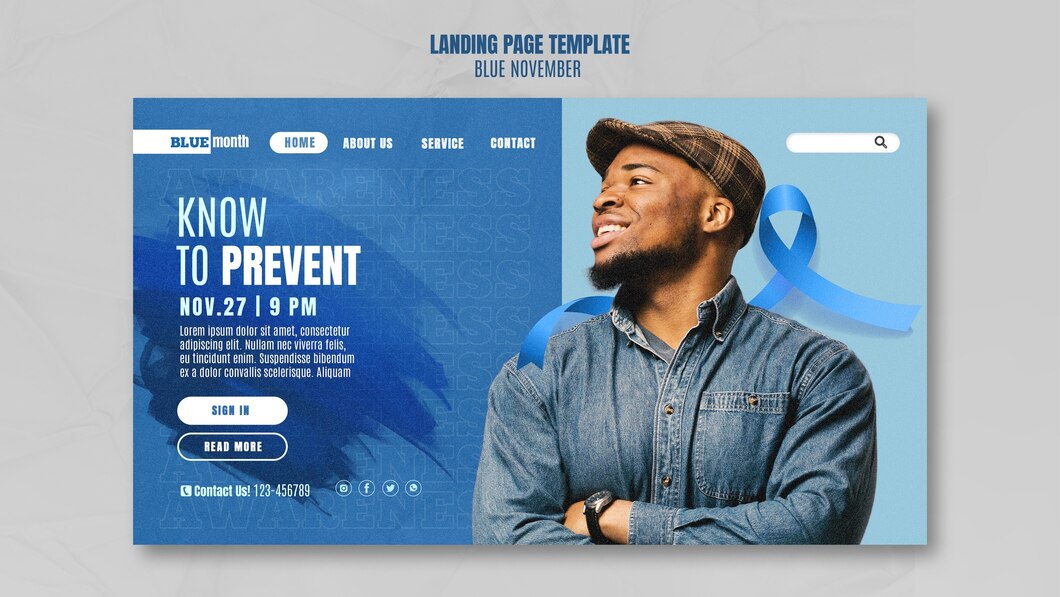 LANDING PAGE TEMPLATE
BLUE NOVEMBER
BLUE month
HOME
ABOUT US
SERVICE
CONTACT
AWARENESS
KNOW
TO PREVENT
NOV.27 | 9 PM
Lorem ipsum dolor sit amet, consectetur
adipiscing elit. Nullam nec viverra felis,
eu tincidunt enim. Suspendisse bibendum
ex a dolor convallis scelerisque. Aliquam
SIGN IN
READ MORE
Contact Us! 123-456789
AWARENESS
AWARENESS